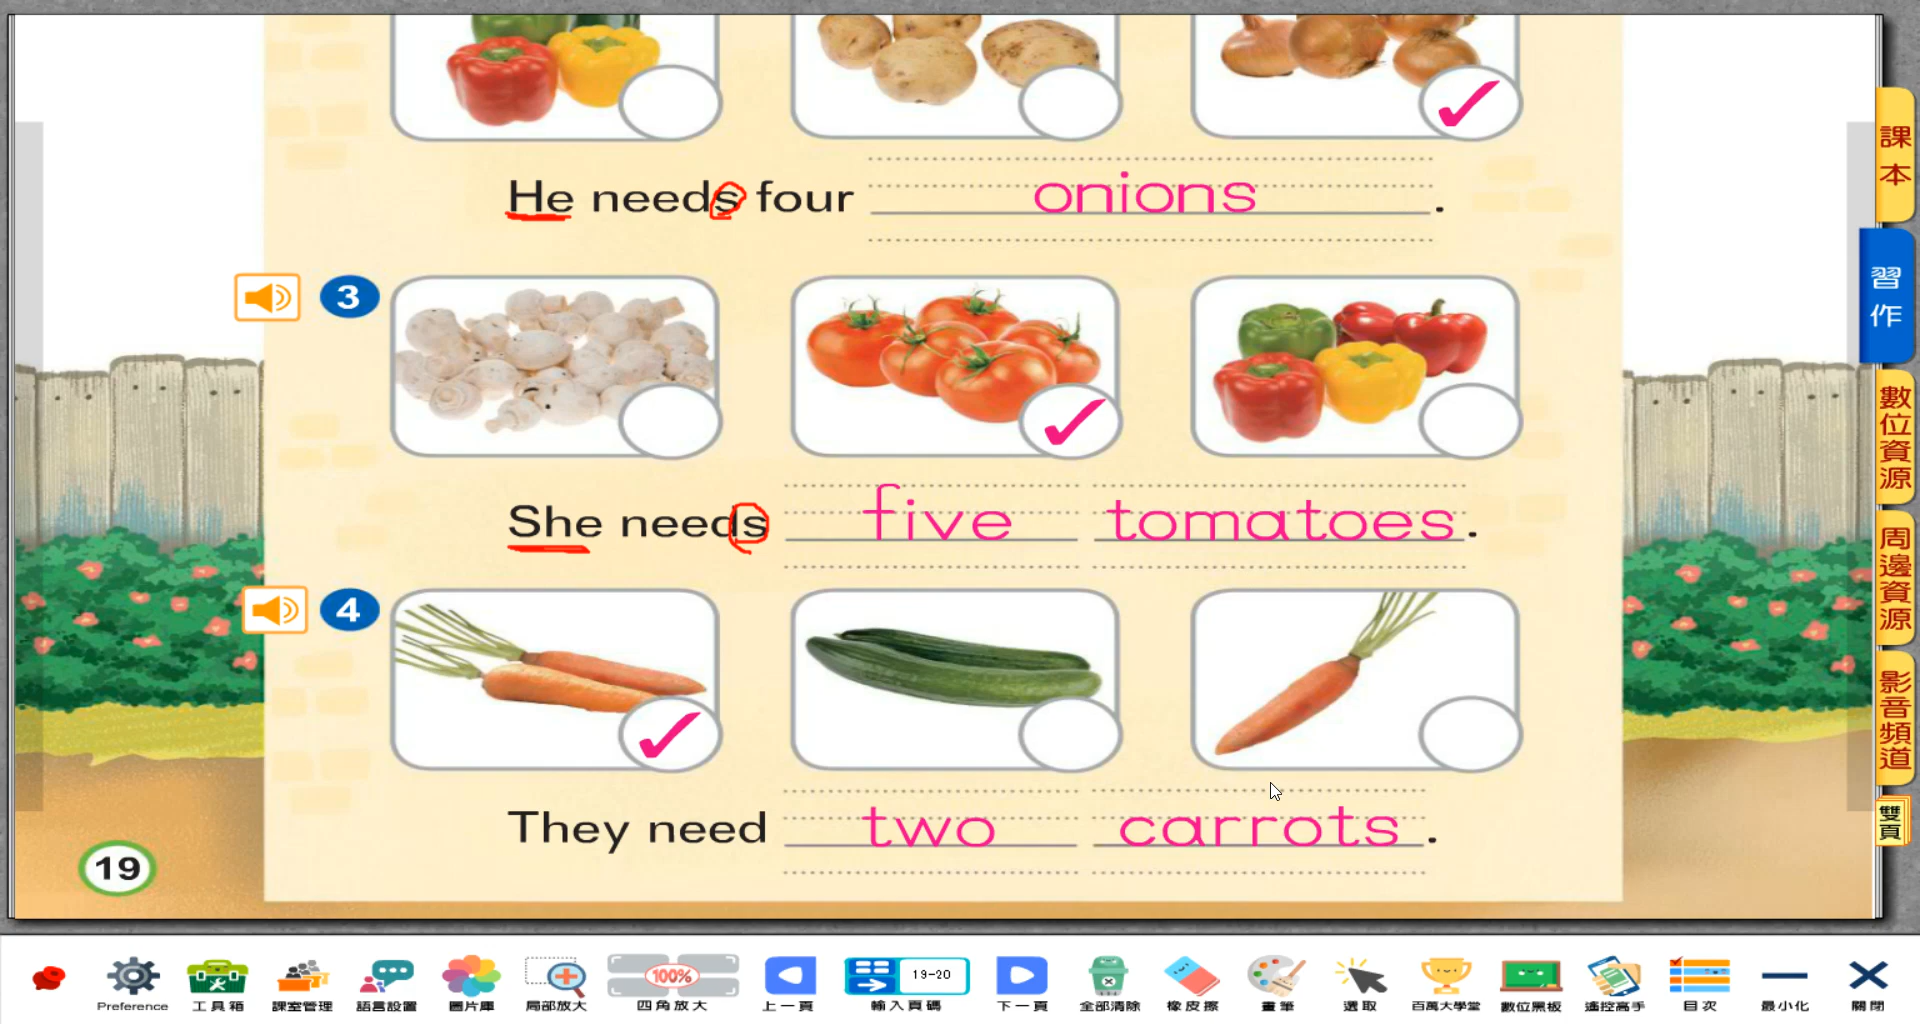 He needs four onions.
3
She needs five tomatoes.
4
They need two carrots.
19
課本
習作
數位資源
周邊資源
影音頻道
雙頁
100%
19-20
Preference 工具箱 課室管理 語言設置 圖片庫 局部放大 四角放大 上一頁 輸入頁碼 下一頁 全部清除 橡皮擦 畫筆 選取 百萬大學堂 數位黑板 遙控高手 目次 最小化 關閉